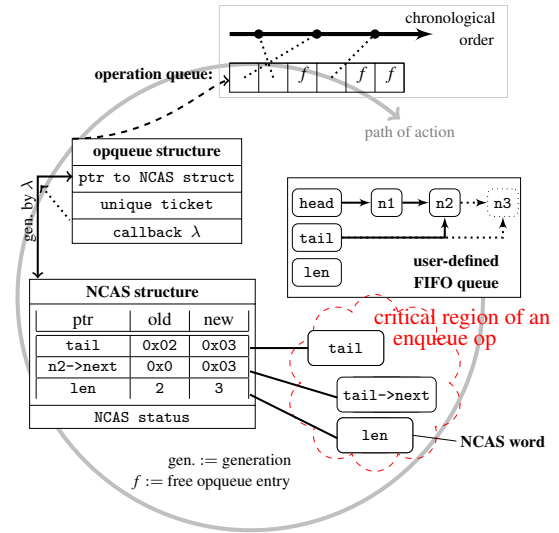 chronological
order
operation queue:
f f f
path of action
opqueue structure
ptr to NCAS struct
unique ticket
callback λ
gen. by λ
head n1 n2 n3
tail
len
user-defined
FIFO queue
NCAS structure
ptr old new
tail 0x02 0x03
n2->next 0x0 0x03
len 2 3
NCAS status
critical region of an
enqueue op
tail
tail->next
len
NCAS word
gen. := generation
f := free opqueue entry